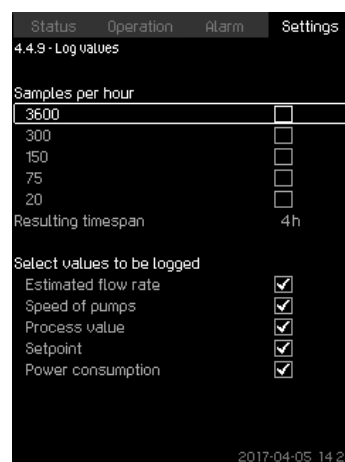 Status Operation Alarm Settings
4.4.9 - Log values
Samples per hour
3600
300
150
75
20
Resulting timespan 4h
Select values to be logged
Estimated flow rate
Speed of pumps
Process value
Setpoint
Power consumption
2017-04-05 14 2